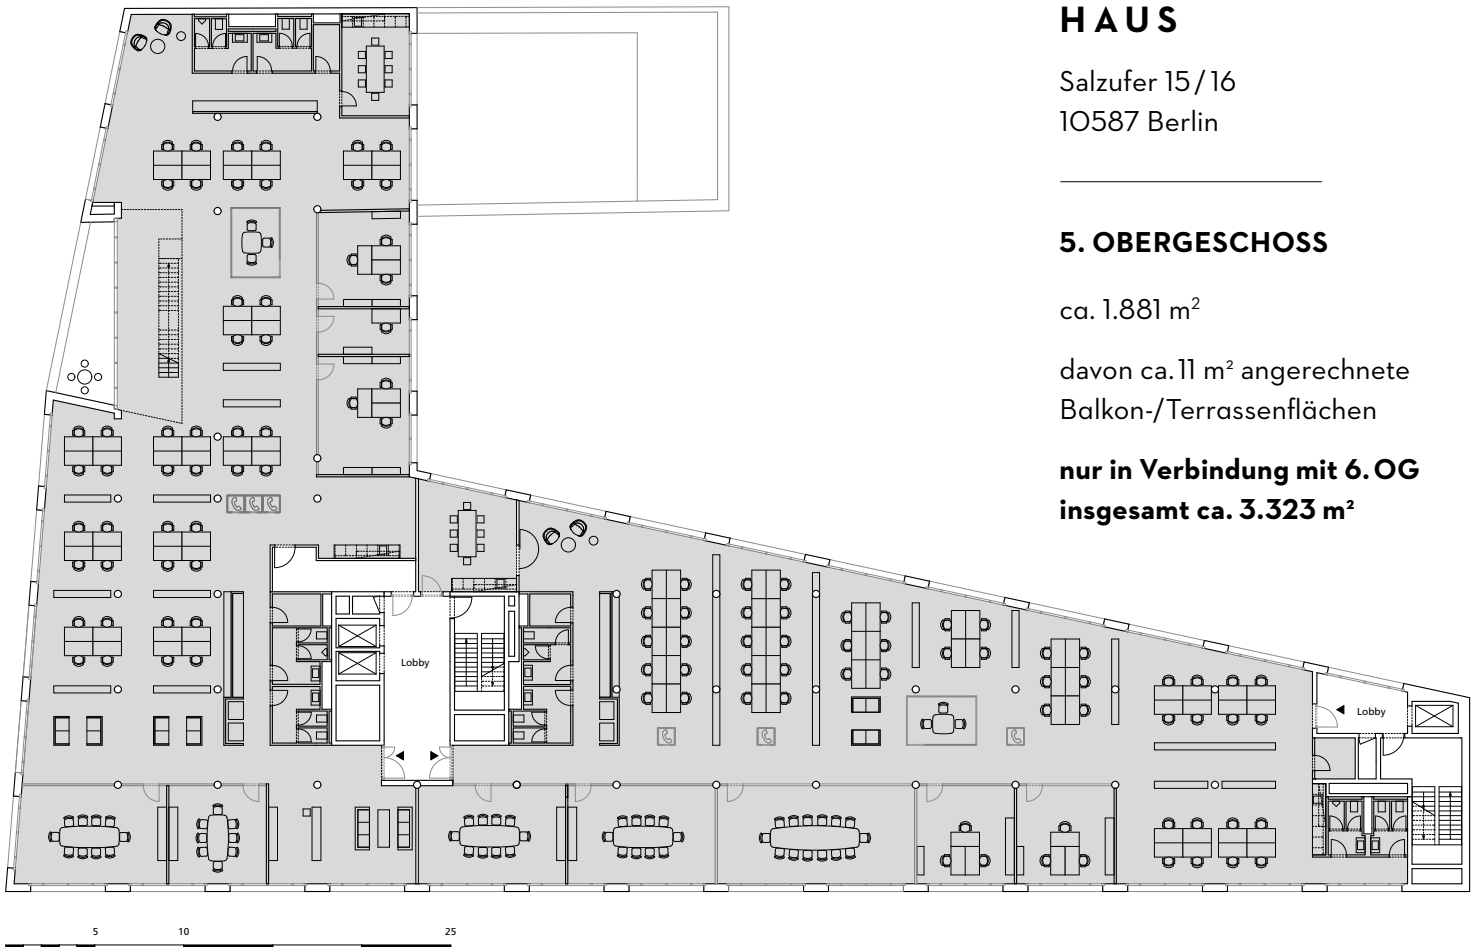 HAUS
Salzufer 15 / 16
10587 Berlin
5. OBERGESCHOSS
ca. 1.881 m²
davon ca. 11 m² angerechnete
Balkon-/Terrassenflächen
nur in Verbindung mit 6. OG
insgesamt ca. 3.323 m²
Lobby
Lobby
5 10 25